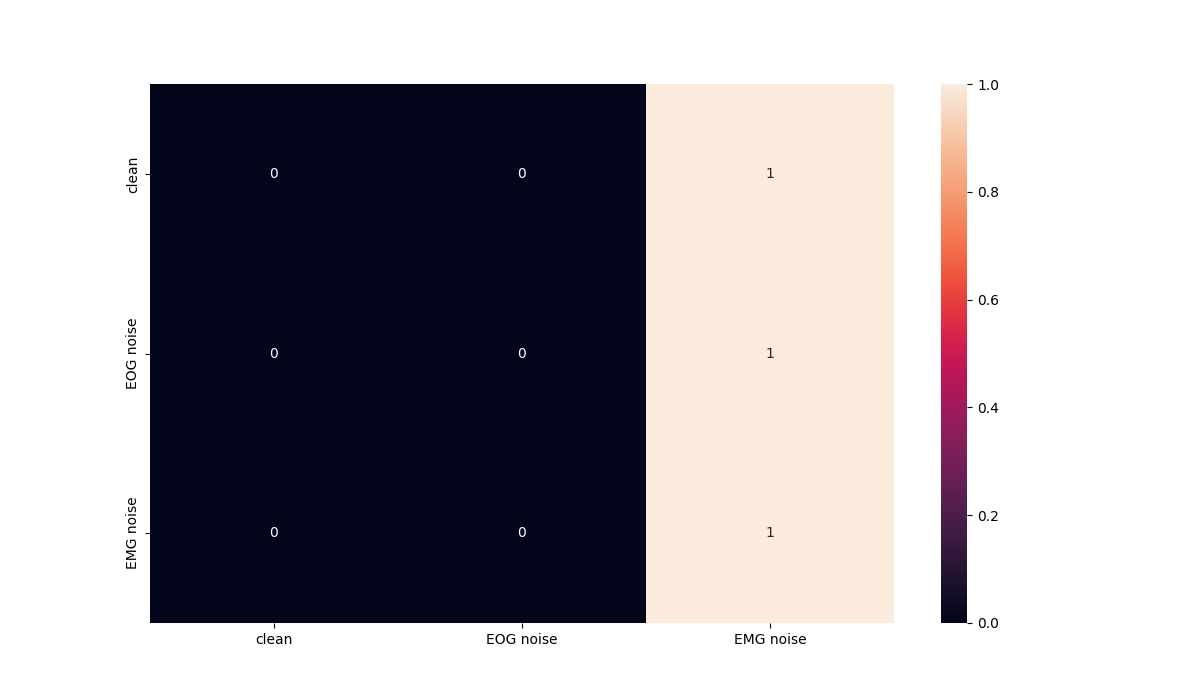 clean
0 0 1
EOG noise
0 0 1
EMG noise
0 0 1
clean EOG noise EMG noise
1.0
0.8
0.6
0.4
0.2
0.0